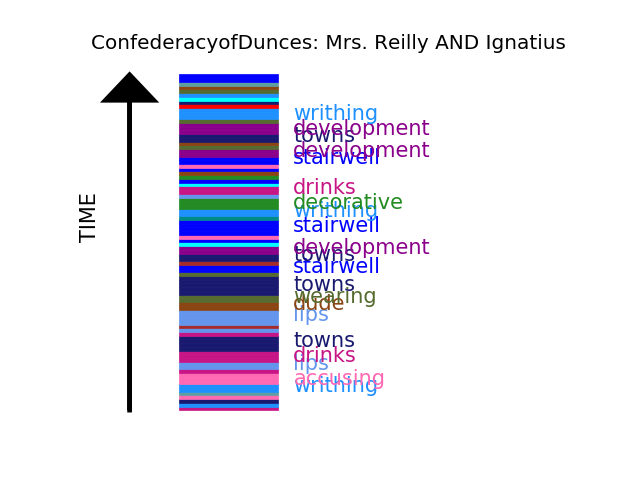 ConfederacyofDunces: Mrs. Reilly AND Ignatius
TIME
writhing
development
towns
development
stairwell
drinks
decorative
writhing
stairwell
development
towns
stairwell
towns
wearing
dude
lips
towns
drinks
lips
accusing
writhing